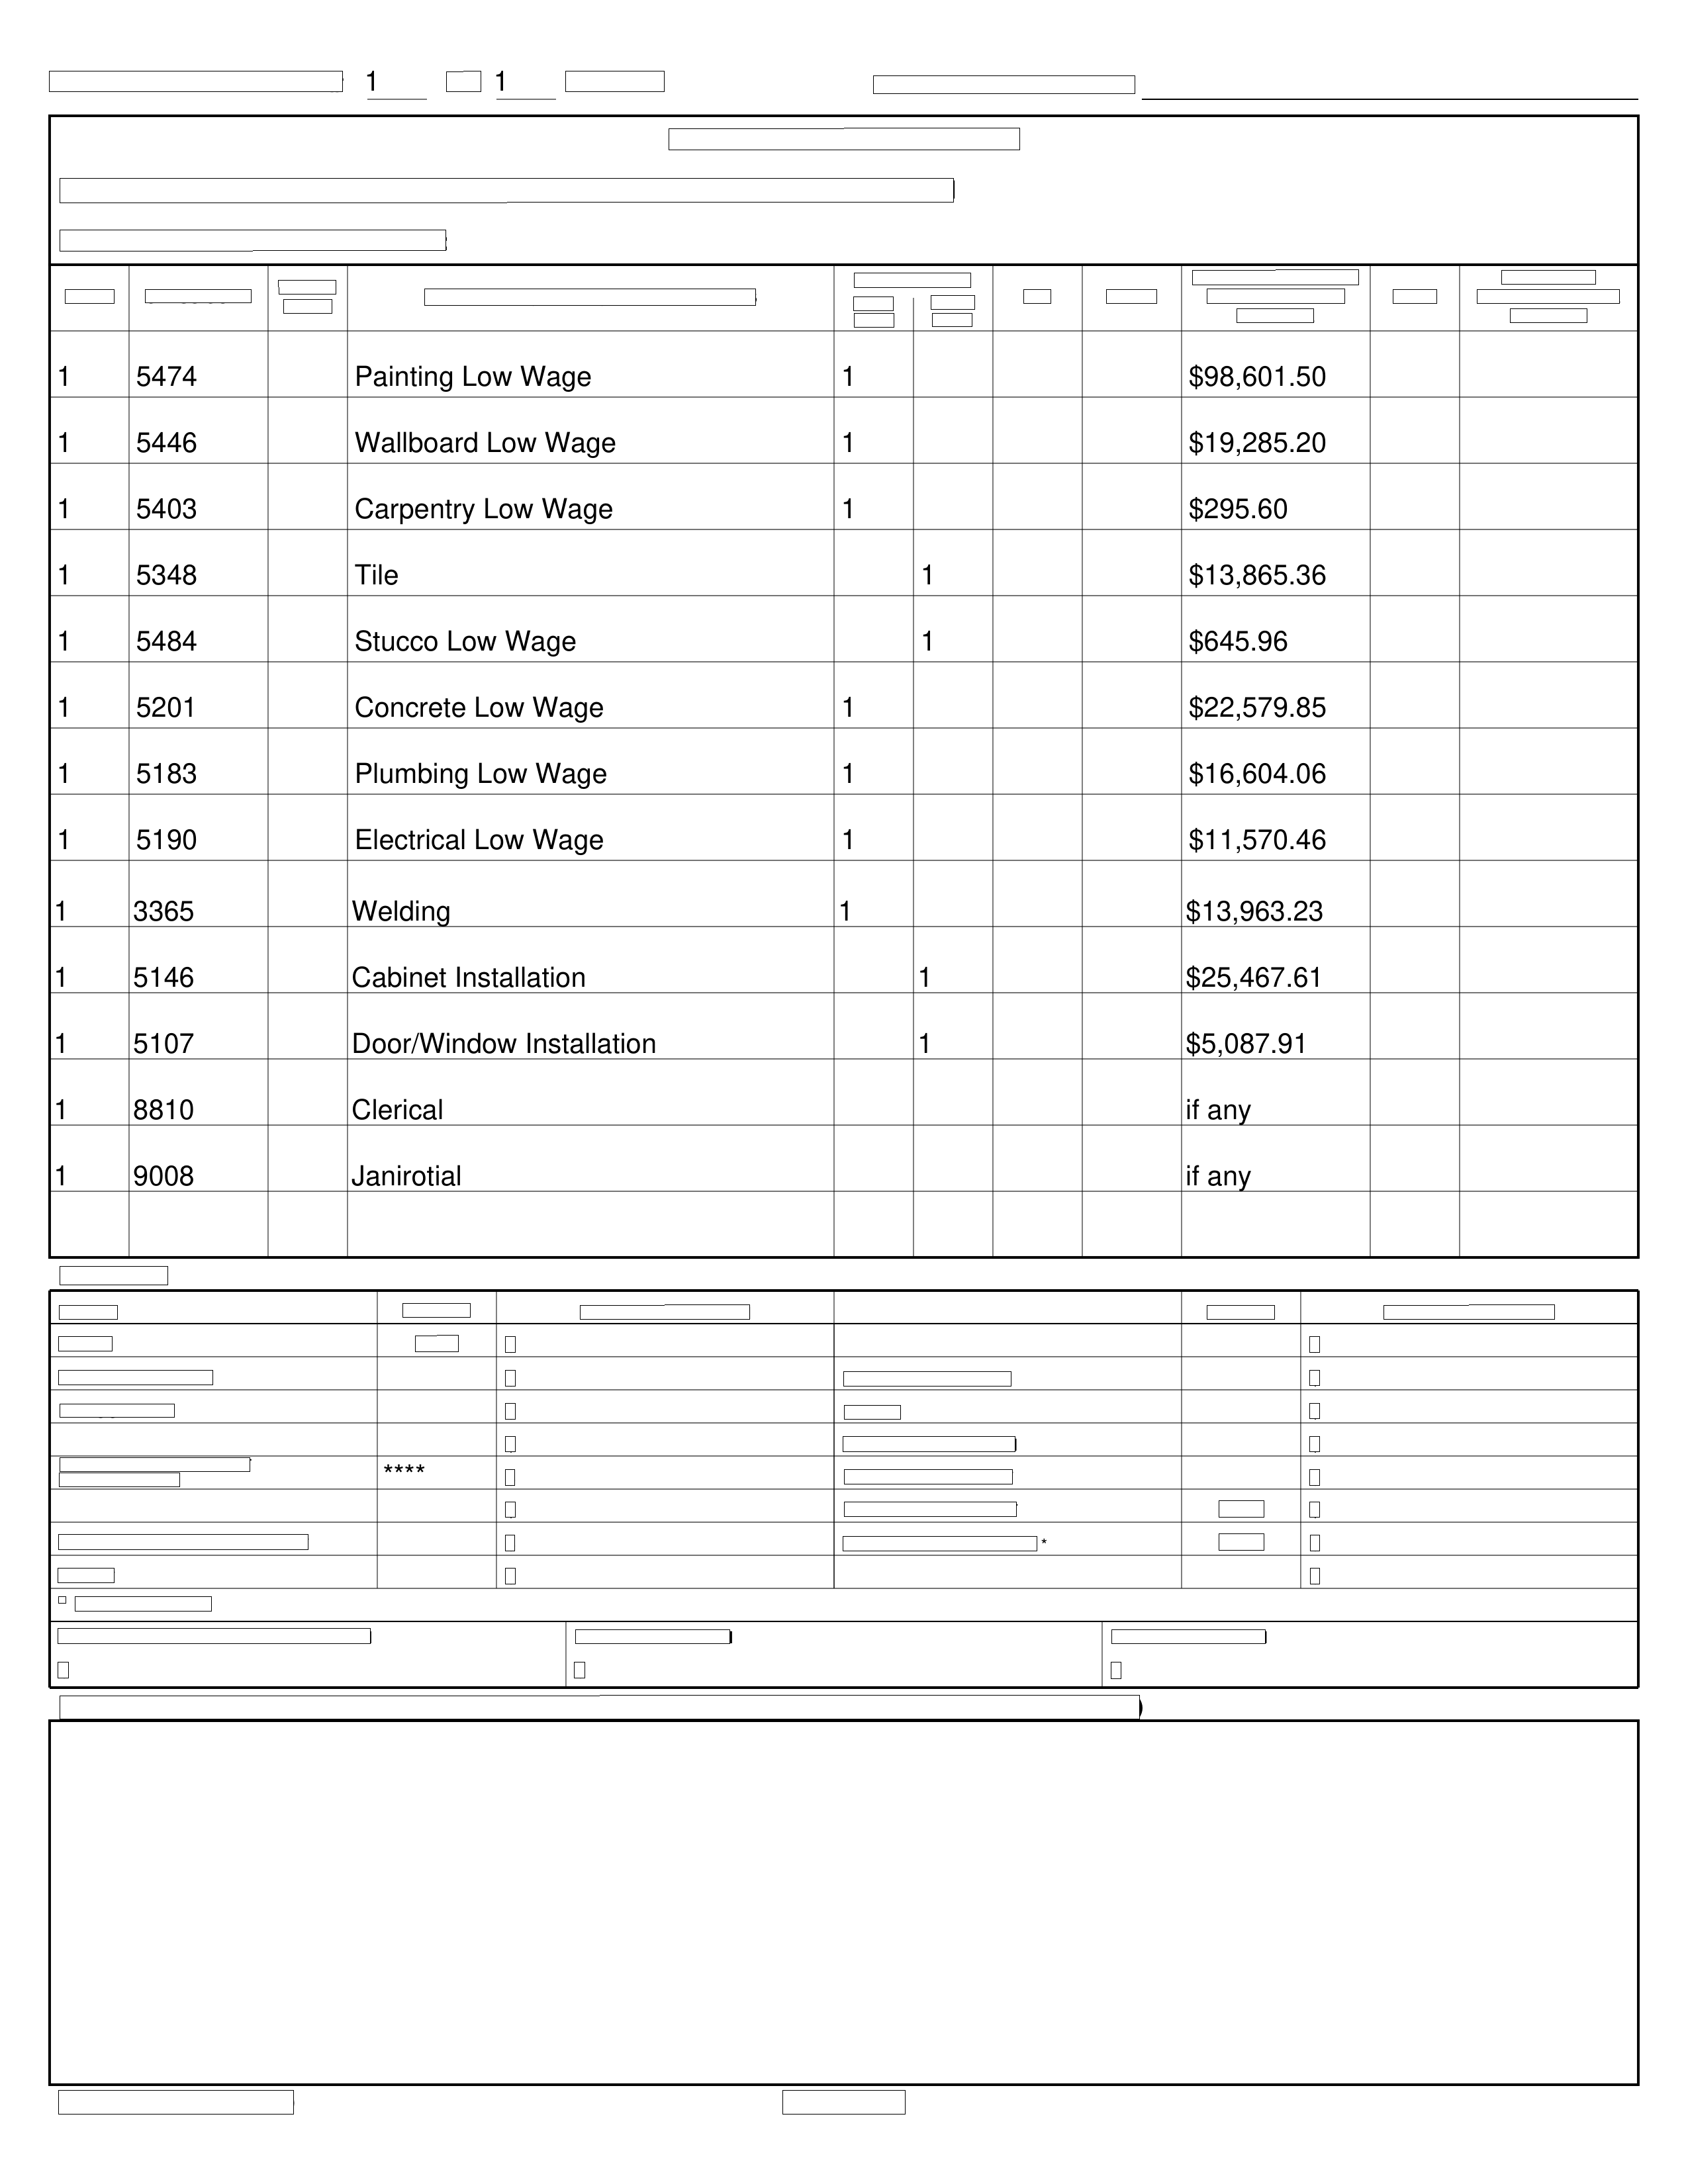 1 1
1 5474 Painting Low Wage 1 $98,601.50
1 5446 Wallboard Low Wage 1 $19,285.20
1 5403 Carpentry Low Wage 1 $295.60
1 5348 Tile 1 $13,865.36
1 5484 Stucco Low Wage 1 $645.96
1 5201 Concrete Low Wage 1 $22,579.85
1 5183 Plumbing Low Wage 1 $16,604.06
1 5190 Electrical Low Wage 1 $11,570.46
1 3365 Welding 1 $13,963.23
1 5146 Cabinet Installation 1 $25,467.61
1 5107 Door/Window Installation 1 $5,087.91
1 8810 Clerical if any
1 9008 Janirotial if any
****
*